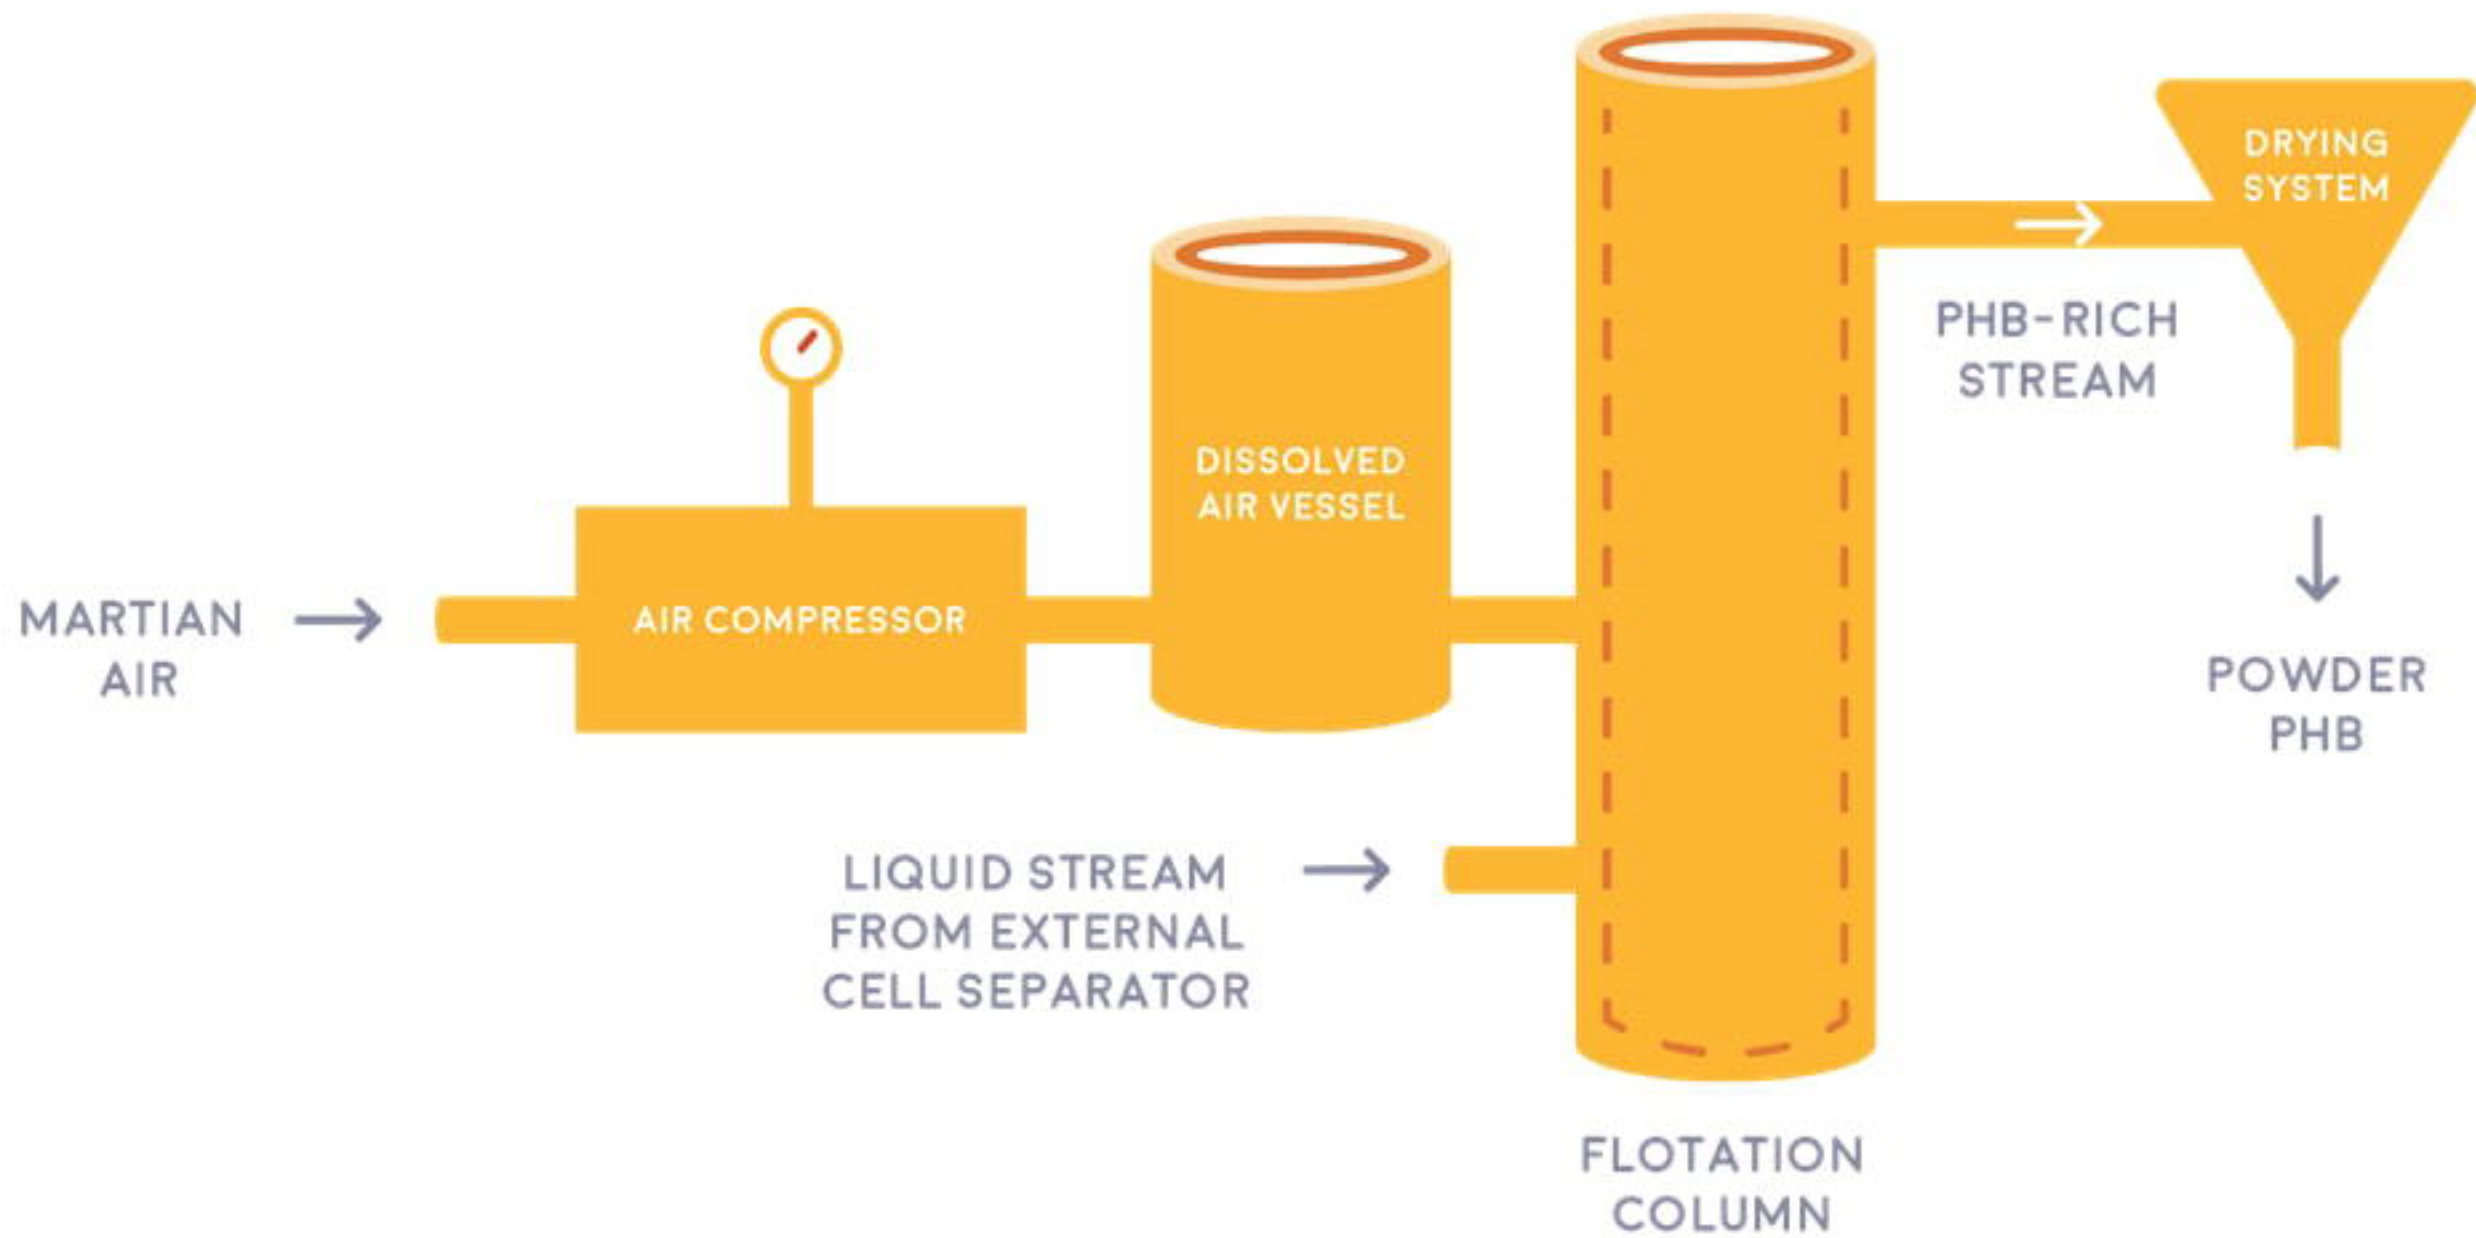 MARTIAN
AIR
AIR COMPRESSOR
DISSOLVED
AIR VESSEL
LIQUID STREAM
FROM EXTERNAL
CELL SEPARATOR
FLOTATION
COLUMN
PHB-RICH
STREAM
DRYING
SYSTEM
POWDER
PHB